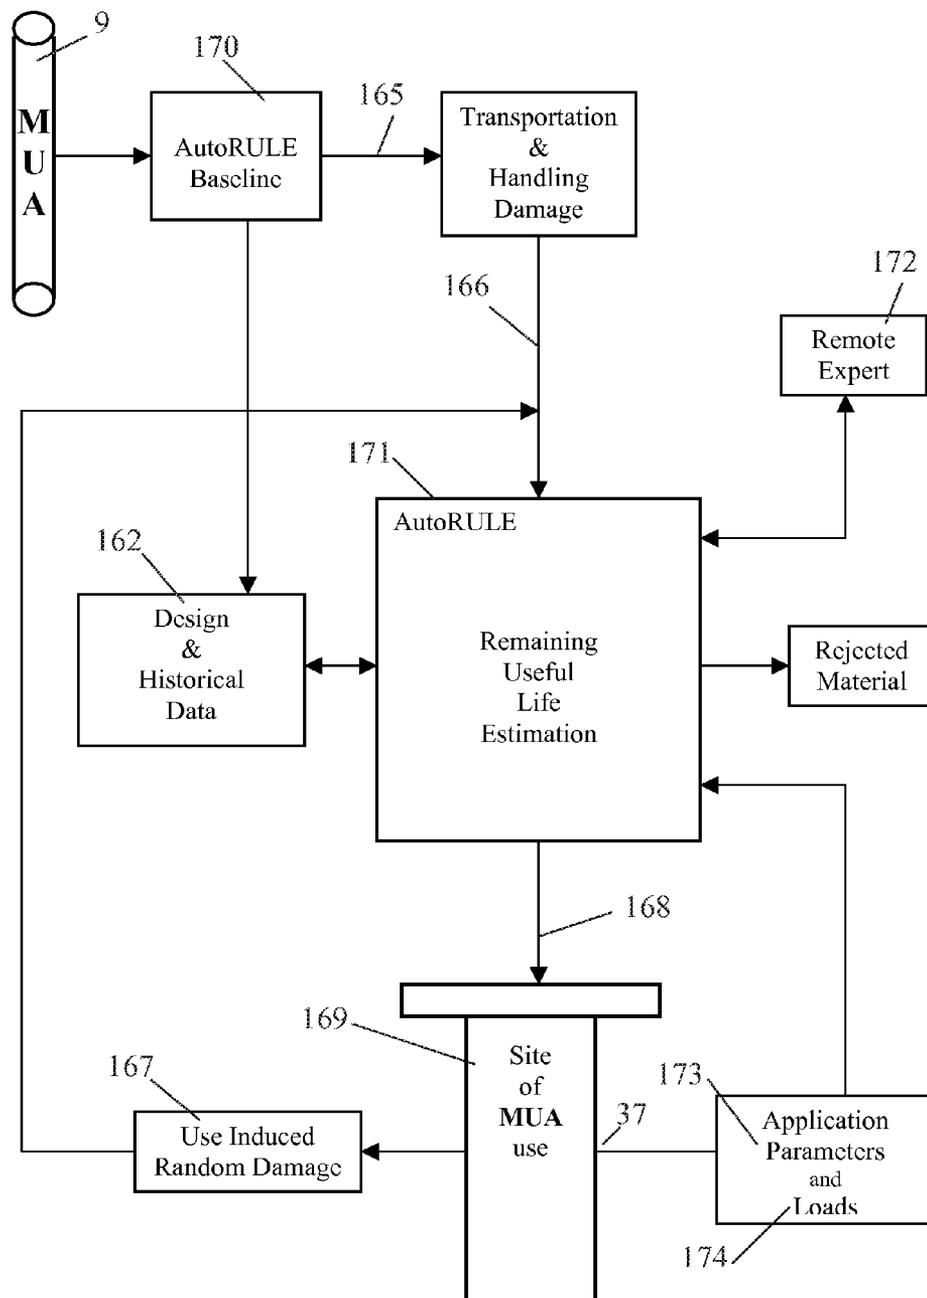 9
170
165
MUA
AutoRULE
Baseline
Transportation
&
Handling
Damage
166
172
Remote
Expert
171
AutoRULE
162
Design
&
Historical
Data
Remaining
Useful
Life
Estimation
Rejected
Material
168
169
Site
of
MUA
use
167
Use Induced
Random Damage
37
173
Application
Parameters
and
Loads
174